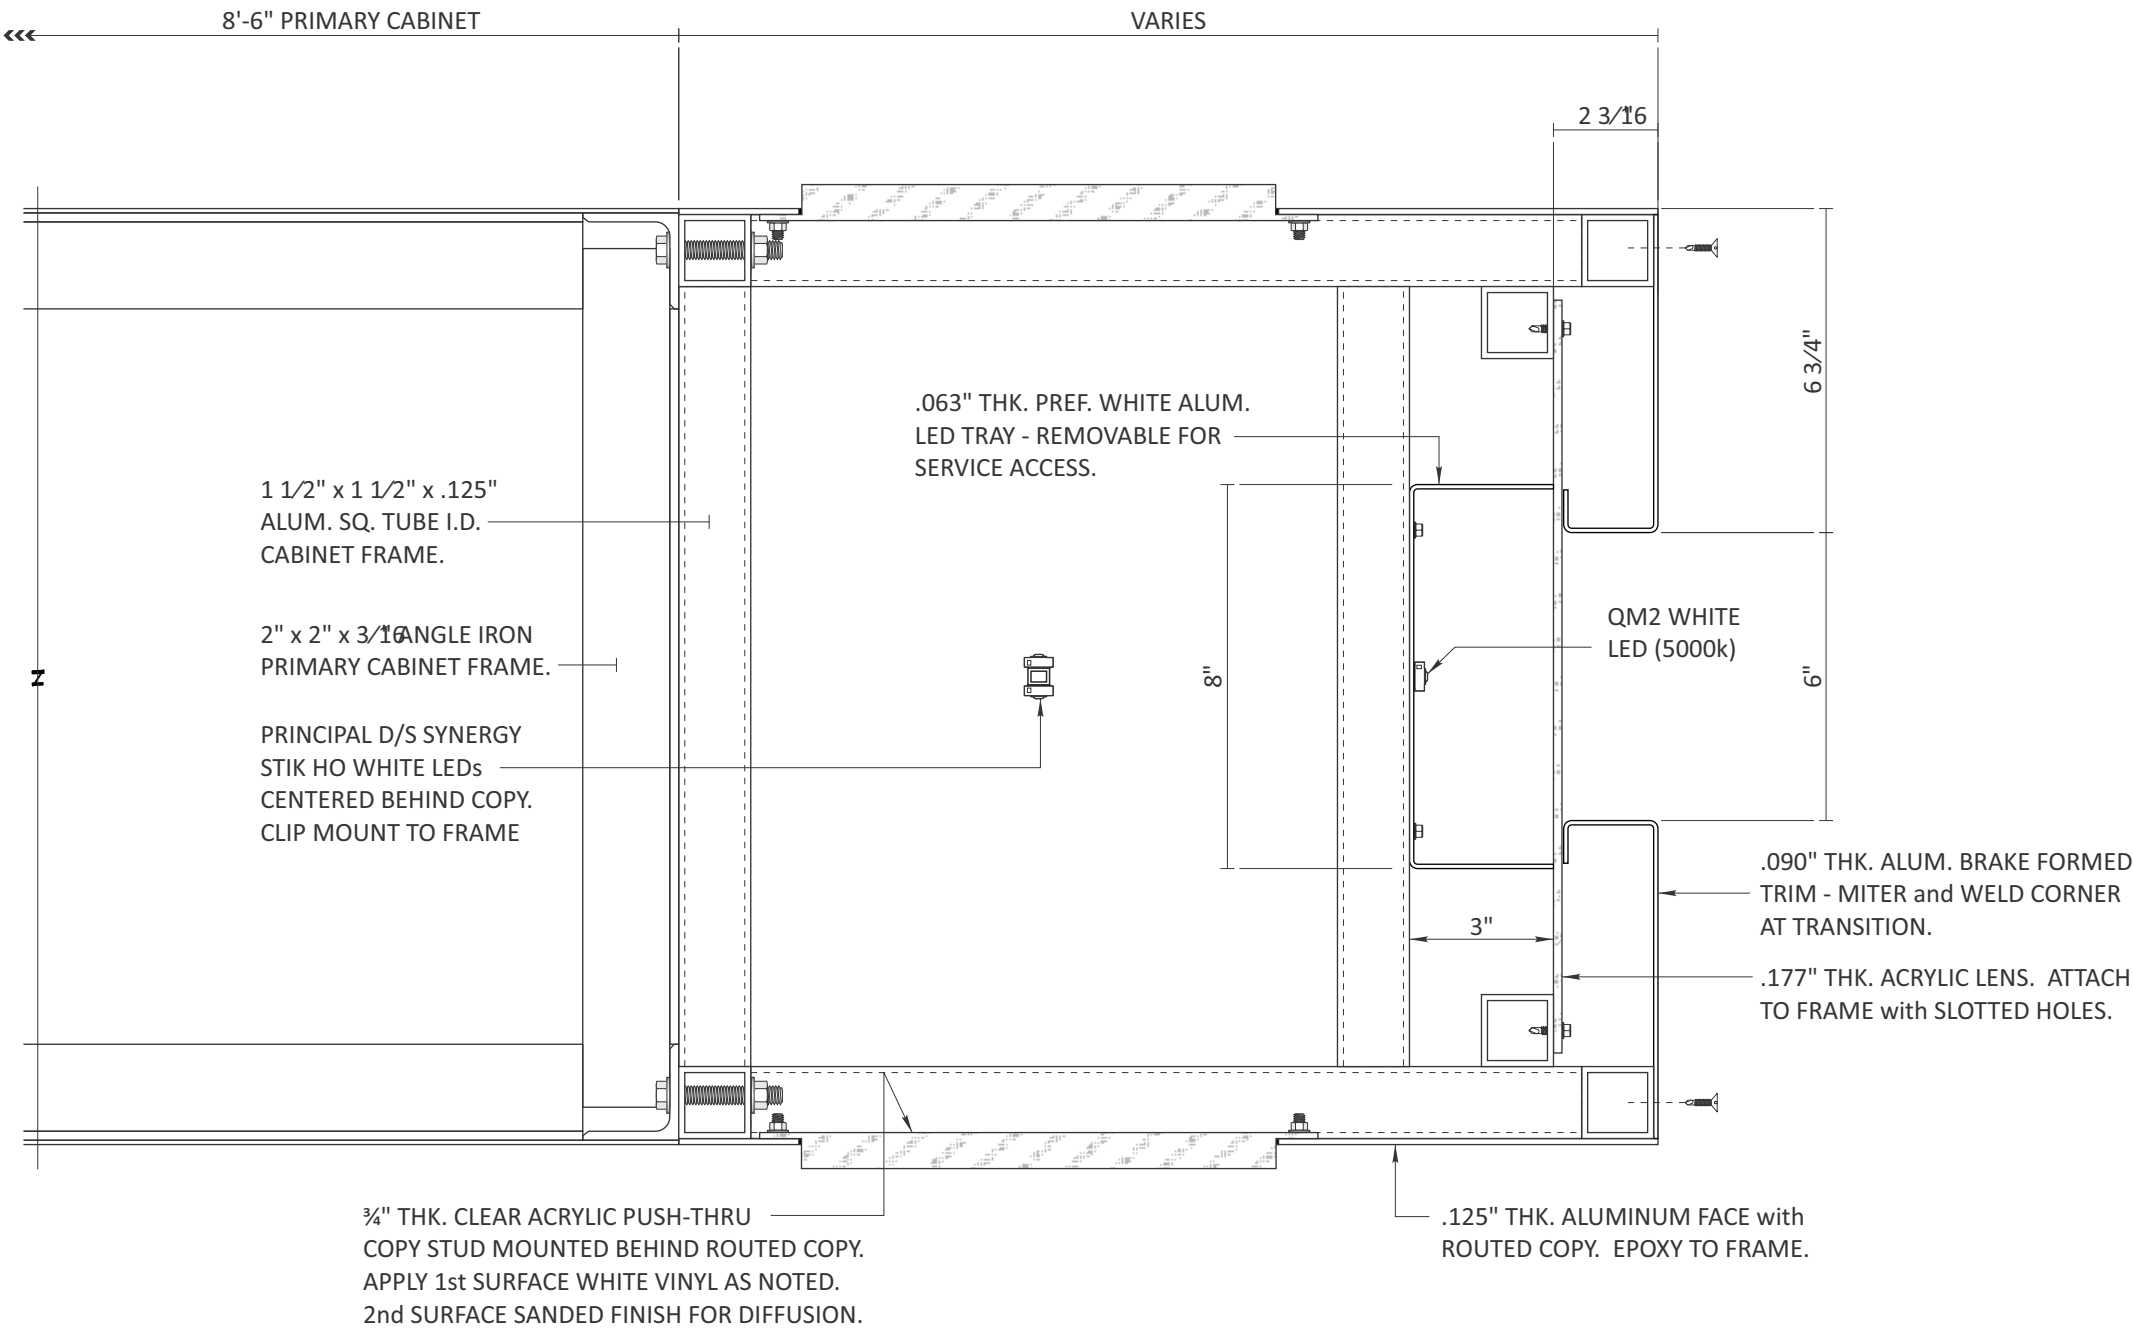 8'-6" PRIMARY CABINET
VARIES
2 3/16"
.063" THK. PREF. WHITE ALUM.
LED TRAY - REMOVABLE FOR
SERVICE ACCESS.
6 3/4"
1 1/2" x 1 1/2" x .125"
ALUM. SQ. TUBE I.D.
CABINET FRAME.
2" x 2" x 3/16" ANGLE IRON
PRIMARY CABINET FRAME.
QM2 WHITE
LED (5000k)
8"
6"
PRINCIPAL D/S SYNERGY
STIK HO WHITE LEDs
CENTERED BEHIND COPY.
CLIP MOUNT TO FRAME
.090" THK. ALUM. BRAKE FORMED
TRIM - MITER and WELD CORNER
AT TRANSITION.
3"
.177" THK. ACRYLIC LENS. ATTACH
TO FRAME with SLOTTED HOLES.
¾" THK. CLEAR ACRYLIC PUSH-THRU
COPY STUD MOUNTED BEHIND ROUTED COPY.
APPLY 1st SURFACE WHITE VINYL AS NOTED.
2nd SURFACE SANDED FINISH FOR DIFFUSION.
.125" THK. ALUMINUM FACE with
ROUTED COPY. EPOXY TO FRAME.